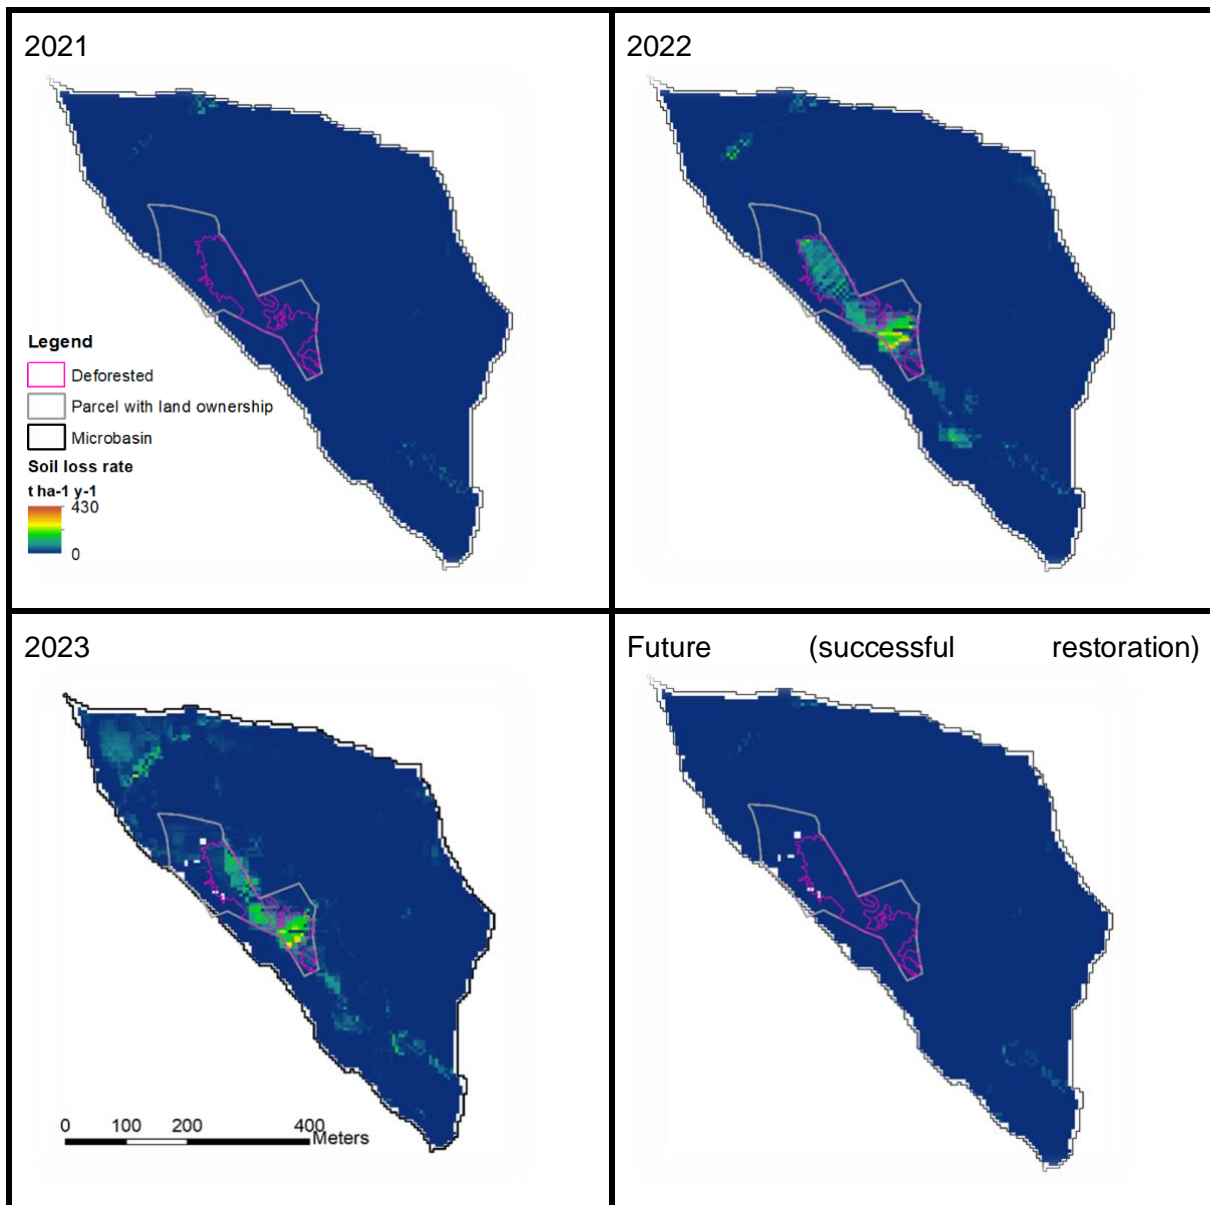 2021
2022
Legend
Deforested
Parcel with land ownership
Microbasin
Soil loss rate
t ha-1 y-1
430
0
2023
Future (successful restoration)
0 100 200 400
Meters